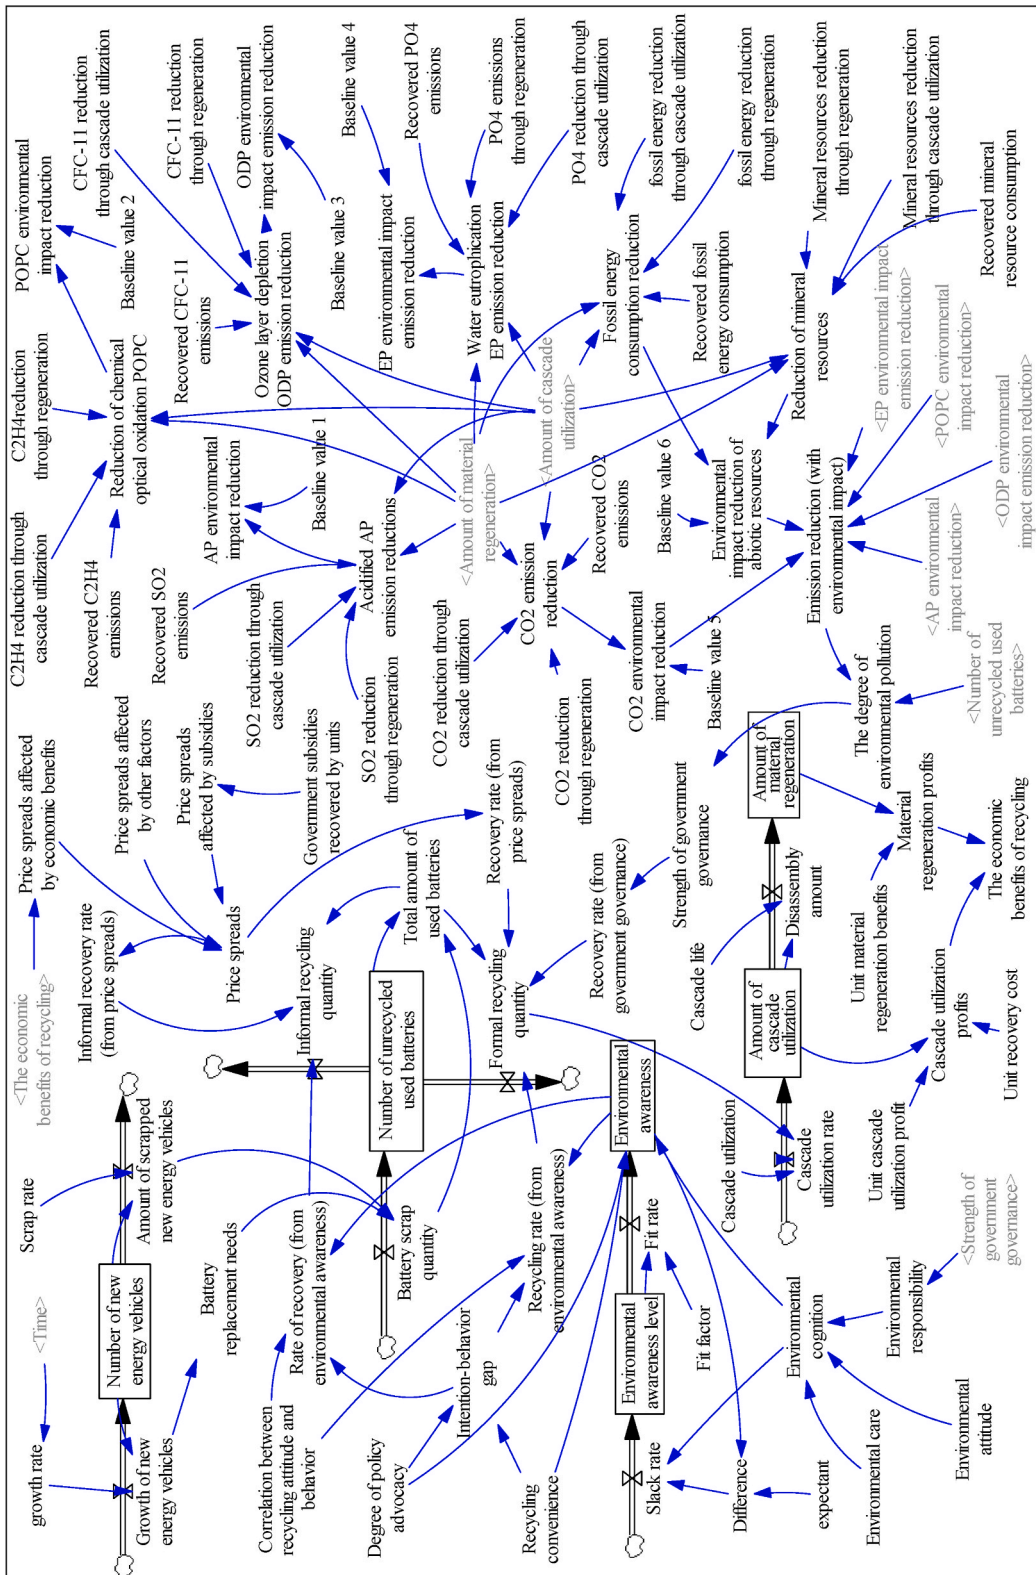 growth rate
<Time>
Scrap rate
<The economic
benefits of recycling>
Price spreads affected
by economic benefits
Growth of new
energy vehicles
Number of new
energy vehicles
Amount of scrapped
new energy vehicles
Informal recovery rate
(from price spreads)
Price spreads affected
by other factors
Price spreads
affected by subsidies
Price spreads
Government subsidies
recovered by units
Battery
replacement needs
Correlation between
recycling attitude and
behavior
Rate of recovery (from
environmental awareness)
Informal recycling
quantity
Total amount of
used batteries
Number of unrecycled
used batteries
Battery scrap
quantity
Recovery rate (from
price spreads)
Formal recycling
quantity
Degree of policy
advocacy
Intention-behavior
gap
Recycling rate (from
environmental awareness)
Recycling
convenience
Recovery rate (from
government governance)
Strength of government
governance
Environmental
awareness
Environmental
awareness level
Fit rate
Fit factor
Slack rate
Difference
expectant
Environmental care
Environmental
cognition
Environmental
attitude
Environmental
responsibility
<Strength of
government
governance>
Cascade utilization
Cascade
utilization rate
Cascade life
Amount of
cascade
utilization
Disassembly
amount
Amount of
material
regeneration
Unit material
regeneration benefits
Material
regeneration profits
Unit cascade
utilization profit
Cascade utilization
profits
Unit recovery cost
The economic
benefits of recycling
C2H4 reduction through
cascade utilization
C2H4reduction
through regeneration
POPC environmental
impact reduction
Recovered C2H4
emissions
Reduction of chemical
optical oxidation POPC
Baseline value 2
CFC-11 reduction
through cascade utilization
Recovered SO2
emissions
AP environmental
impact reduction
Recovered CFC-11
emissions
CFC-11 reduction
through regeneration
SO2 reduction through
cascade utilization
Baseline value 1
Ozone layer depletion
ODP emission reduction
ODP environmental
impact emission reduction
Baseline value 3
Baseline value 4
SO2 reduction
through regeneration
Acidified AP
emission reductions
EP environmental impact
emission reduction
Recovered PO4
emissions
CO2 reduction through
cascade utilization
<Amount of material
regeneration>
Water eutrophication
EP emission reduction
PO4 emissions
through regeneration
CO2 emission
reduction
<Amount of cascade
utilization>
PO4 reduction through
cascade utilization
CO2 reduction
through regeneration
Recovered CO2
emissions
Fossil energy
consumption reduction
fossil energy reduction
through cascade utilization
CO2 environmental
impact reduction
Baseline value 5
Baseline value 6
Recovered fossil
energy consumption
fossil energy reduction
through regeneration
Environmental
impact reduction of
abiotic resources
Reduction of mineral
resources
Mineral resources reduction
through regeneration
Emission reduction (with
environmental impact)
<EP environmental impact
emission reduction>
Mineral resources reduction
through cascade utilization
The degree of
environmental pollution
<AP environmental
impact reduction>
<POPC environmental
impact reduction>
Recovered mineral
resource consumption
<Number of
unrecycled used
batteries>
<ODP environmental
impact emission reduction>